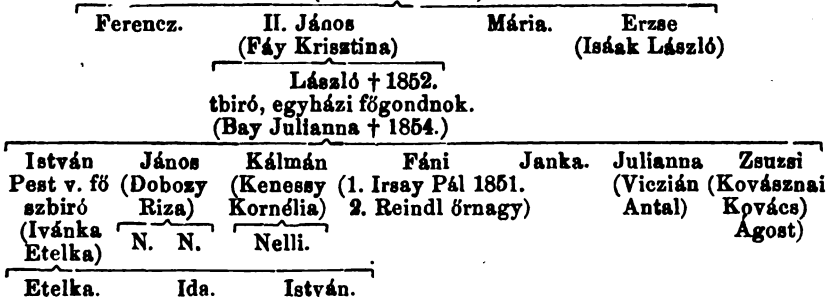 Ferencz. II. János Mária. Erzse
(Fáy Krisztina) (Isáak László)
László † 1852.
tbiró, egyházi főgondnok.
(Bay Julianna † 1854.)
István János Kálmán Fáni Janka. Julianna Zsuzsi
Pest v. fő (Dobozy (Kenessy (1. Irsay Pál 1851. (Viczián (Kovásznai
szbiró Riza) Kornélia) 2. Reindl őrnagy) Antal) Kovács)
(Ivánka N. N. Nelli. Ágost)
Etelka)
Etelka. Ida. István.